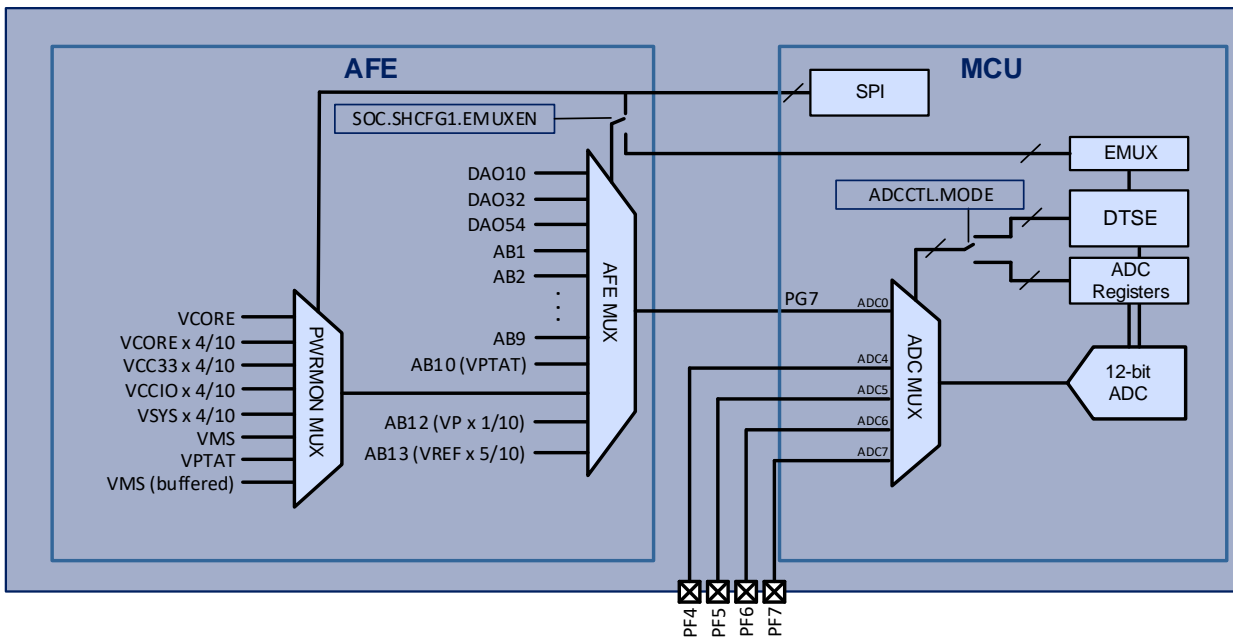 AFE
MCU
SPI
SOC.SHCFG1.EMUXEN
EMUX
DAO10
DAO32
DAO54
AB1
AB2
⋮
AB9
AB10 (VPTAT)
AB12 (VP x 1/10)
AB13 (VREF x 5/10)
AFE MUX
ADCCTL.MODE
DTSE
ADC
Registers
PG7
ADC0
ADC4
ADC5
ADC6
ADC7
ADC MUX
12-bit
ADC
VCORE
VCORE x 4/10
VCC33 x 4/10
VCCIO x 4/10
VSYS x 4/10
VMS
VPTAT
VMS (buffered)
PWRMON MUX
PF4
PF5
PF6
PF7